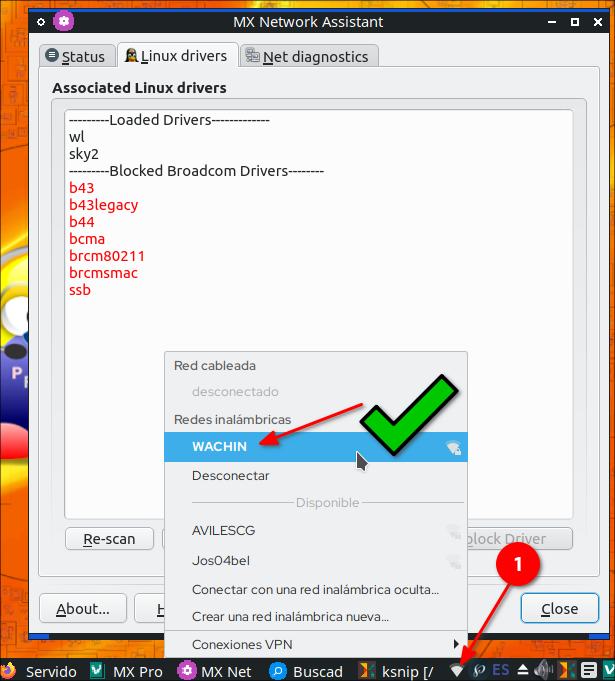 MX Network Assistant
Status
Linux drivers
Net diagnostics
Associated Linux drivers
---------Loaded Drivers-------------
wl
sky2
---------Blocked Broadcom Drivers--------
b43
b43legacy
b44
bcma
brcm80211
brcmsmac
ssb
Red cableada
desconectado
Redes inalámbricas
WACHIN
Desconectar
Disponible
AVILESCG
Jos04bel
Conectar con una red inalámbrica oculta...
Crear una red inalámbrica nueva...
Conexiones VPN
Re-scan
block Driver
1
About...
H
Close
P
P
Servido
MX Pro
MX Net
Buscad
ksnip [/
ES